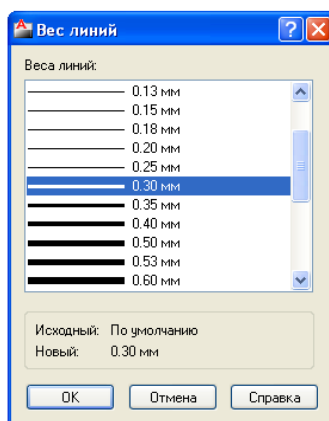 Вес линий
Веса линий:
0.13 мм
0.15 мм
0.18 мм
0.20 мм
0.25 мм
0.30 мм
0.35 мм
0.40 мм
0.50 мм
0.53 мм
0.60 мм
Исходный: По умолчанию
Новый: 0.30 мм
OK Отмена Справка